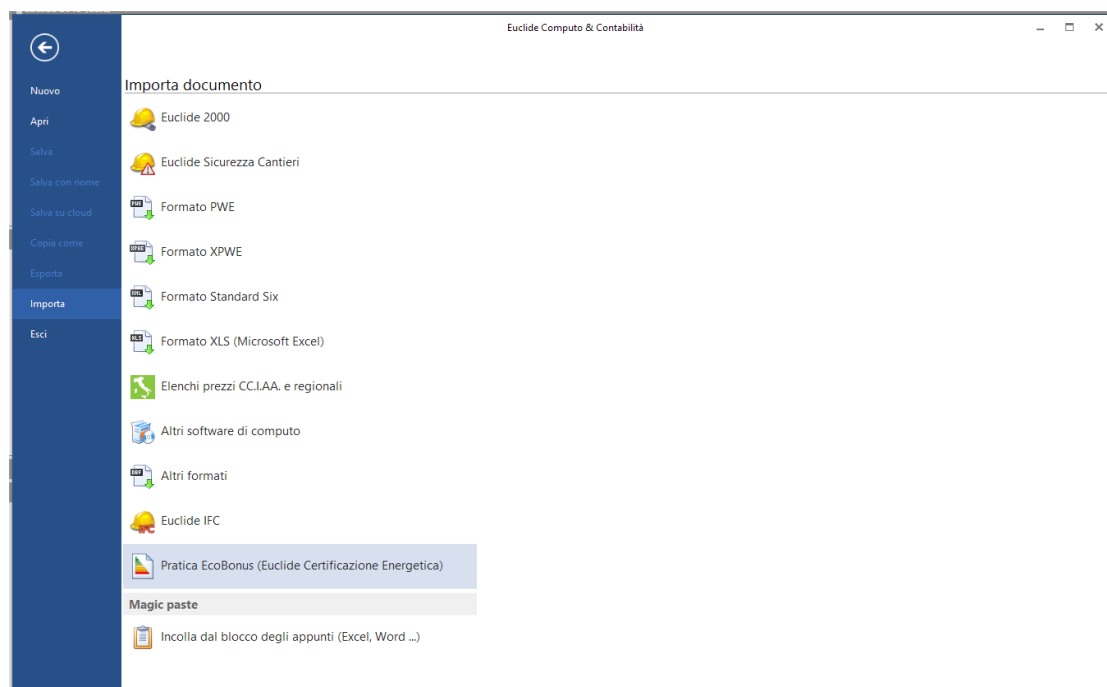 Euclide Computo & Contabilità
Nuovo
Apri
Salva
Salva con nome
Salva su cloud
Copia come
Esporta
Importa
Esci
Importa documento
Euclide 2000
Euclide Sicurezza Cantieri
Formato PWE
Formato XPWE
Formato Standard Six
Formato XLS (Microsoft Excel)
Elenchi prezzi CC.I.AA. e regionali
Altri software di computo
Altri formati
Euclide IFC
Pratica EcoBonus (Euclide Certificazione Energetica)
Magic paste
Incolla dal blocco degli appunti (Excel, Word ...)